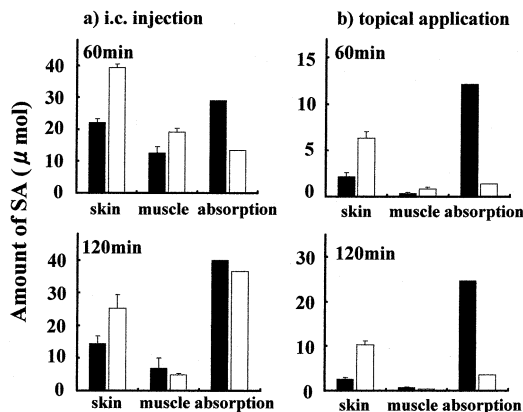 a) i.c. injection
b) topical application
Amount of SA (μ mol)
60min
40
30
20
10
0
skin muscle absorption
60min
15
10
5
0
skin muscle absorption
120min
40
30
20
10
0
skin muscle absorption
120min
30
20
10
0
skin muscle absorption